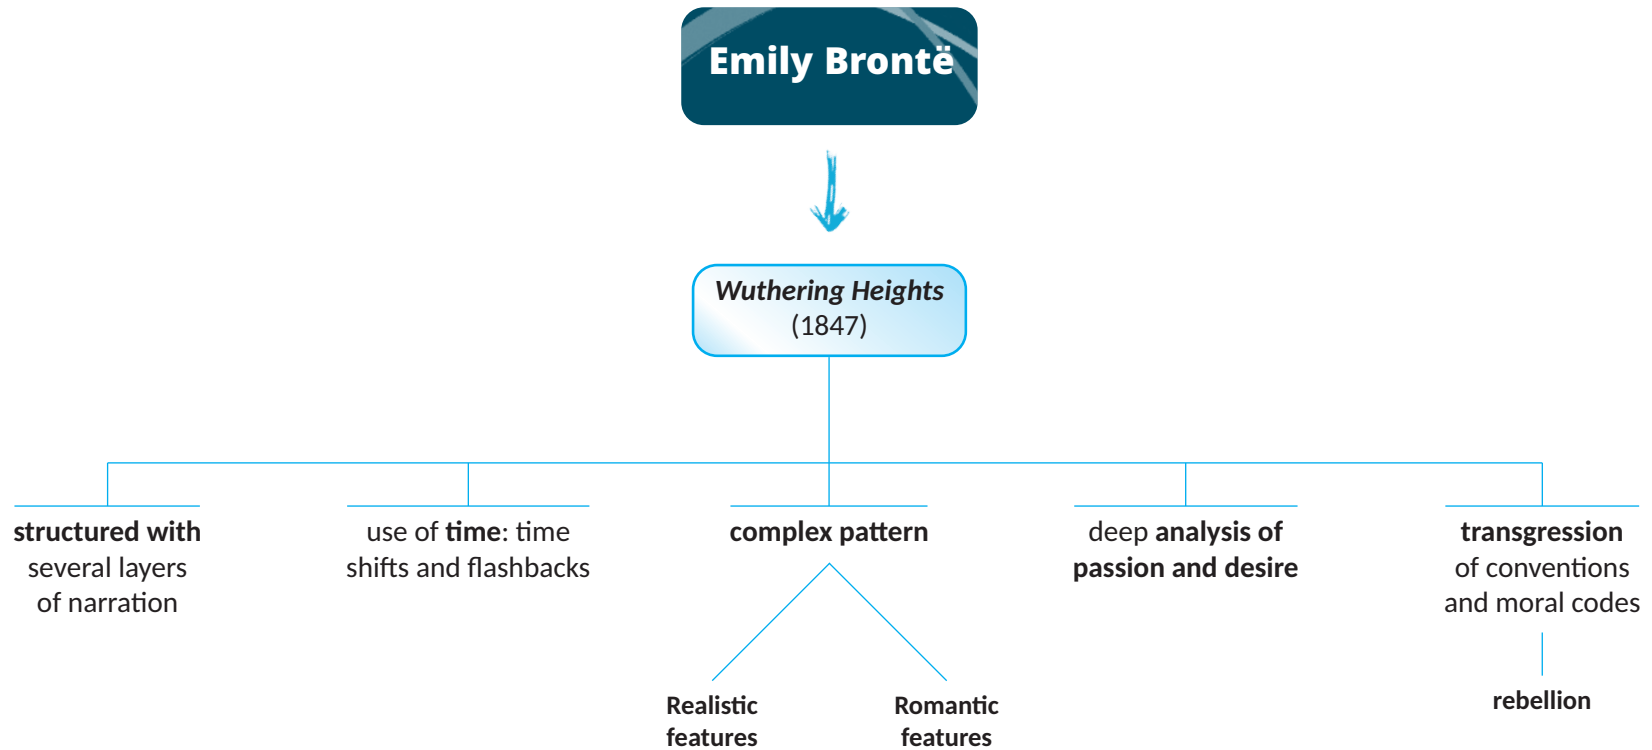 Emily Brontë
Wuthering Heights
(1847)
structured with
several layers
of narration
use of time: time
shifts and flashbacks
complex pattern
Realistic
features
Romantic
features
deep analysis of
passion and desire
transgression
of conventions
and moral codes
rebellion